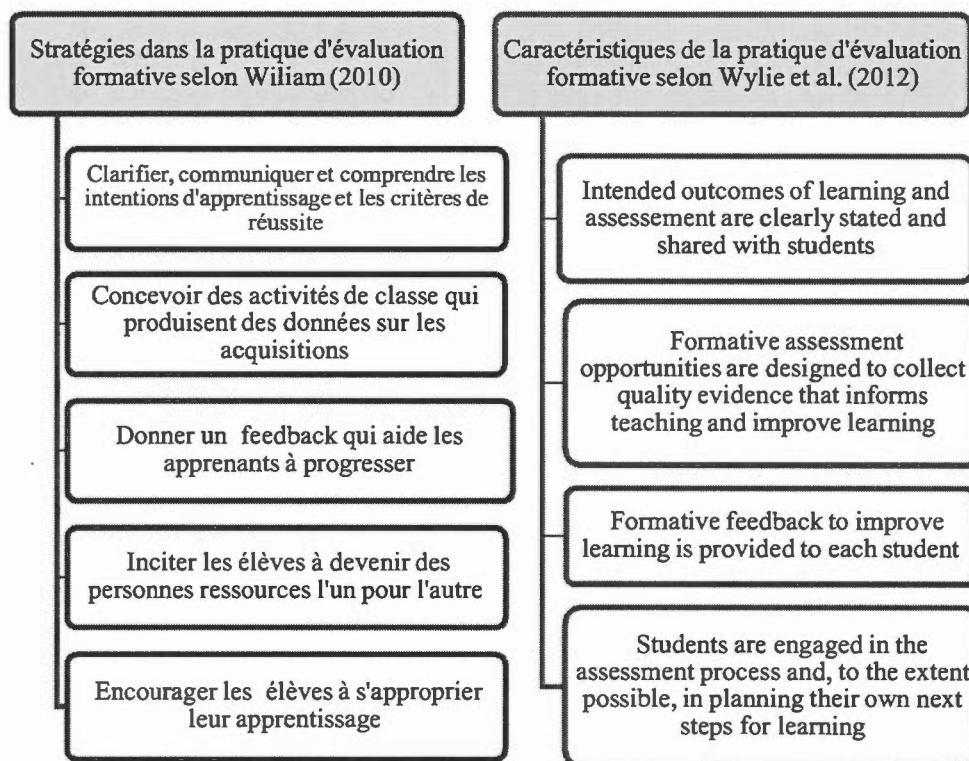 Stratégies dans la pratique d'évaluation
formative selon Wiliam (2010)
Clarifier, communiquer et comprendre les
intentions d'apprentissage et les critères de
réussite
Concevoir des activités de classe qui
produisent des données sur les
acquisitions
Donner un feedback qui aide les
apprenants à progresser
Inciter les élèves à devenir des
personnes ressources l'un pour l'autre
Encourager les élèves à s'approprier
leur apprentissage
Caractéristiques de la pratique d'évaluation
formative selon Wylie et al. (2012)
Intended outcomes of learning and
assessement are clearly stated and
shared with students
Formative assessment
opportunities are designed to collect
quality evidence that informs
teaching and improve learning
Formative feedback to improve
learning is provided to each student
Students are engaged in the
assessment process and, to the extent
possible, in planning their own next
steps for learning